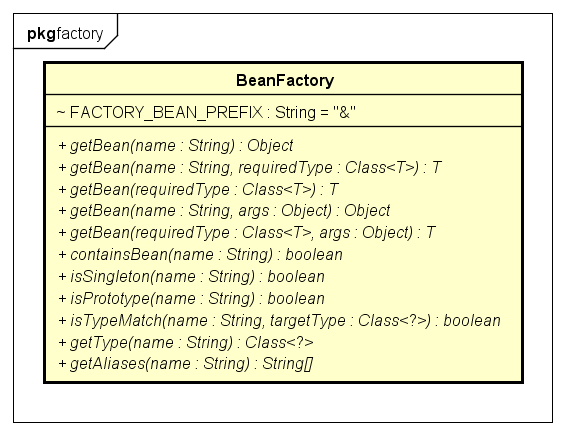 pkgfactory
BeanFactory
~ FACTORY_BEAN_PREFIX : String = "&"
+ getBean(name : String) : Object
+ getBean(name : String, requiredType : Class<T>) : T
+ getBean(requiredType : Class<T>) : T
+ getBean(name : String, args : Object) : Object
+ getBean(requiredType : Class<T>, args : Object) : T
+ containsBean(name : String) : boolean
+ isSingleton(name : String) : boolean
+ isPrototype(name : String) : boolean
+ isTypeMatch(name : String, targetType : Class<?>) : boolean
+ getType(name : String) : Class<?>
+ getAliases(name : String) : String[]